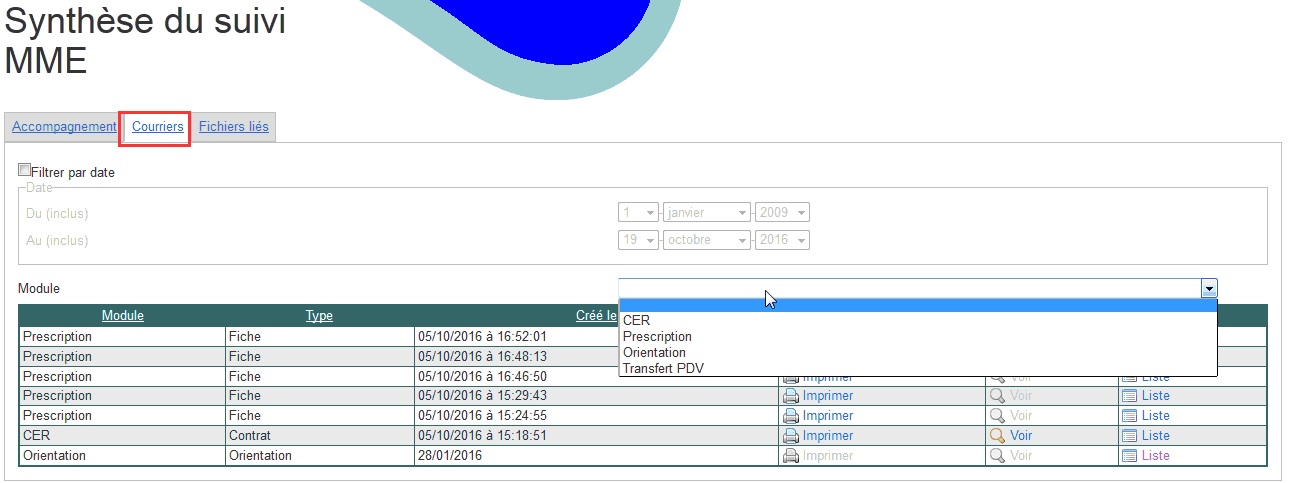 Synthèse du suivi
MME
Accompagnement Courriers Fichiers liés
Filtrer par date
Date
Du (inclus) 1 - janvier - 2009
Au (inclus) 19 - octobre - 2016
Module
CER
Prescription
Orientation
Transfert PDV
Module Type Créé le
Prescription Fiche 05/10/2016 à 16:52:01
Prescription Fiche 05/10/2016 à 16:48:13
Prescription Fiche 05/10/2016 à 16:46:50 Imprimer Voir Liste
Prescription Fiche 05/10/2016 à 15:29:43 Imprimer Voir Liste
Prescription Fiche 05/10/2016 à 15:24:55 Imprimer Voir Liste
CER Contrat 05/10/2016 à 15:18:51 Imprimer Voir Liste
Orientation Orientation 28/01/2016 Imprimer Voir Liste